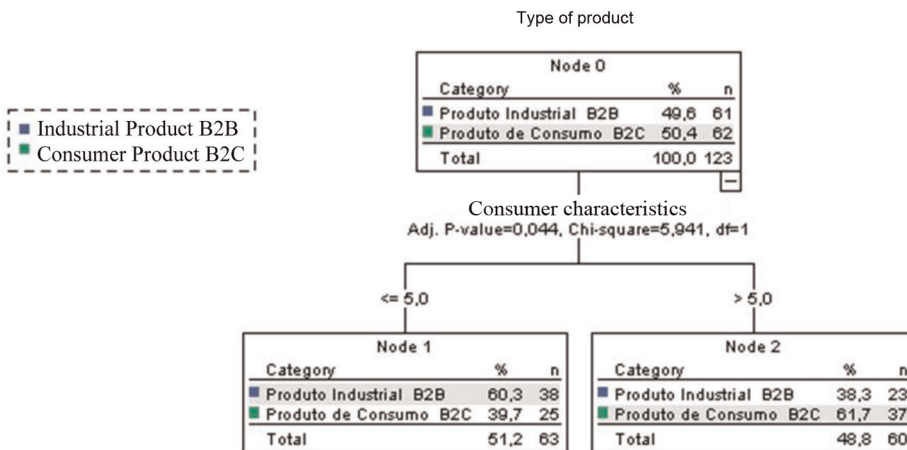 Type of product
Node 0
Category % n
Produto Industrial B2B 49,6 61
Produto de Consumo B2C 50,4 62
Total 100,0 123
Industrial Product B2B
Consumer Product B2C
Consumer characteristics
Adj. P-value=0,044, Chi-square=5,941, df=1
<= 5,0
> 5,0
Node 1
Category % n
Produto Industrial B2B 60,3 38
Produto de Consumo B2C 39,7 25
Total 51,2 63
Node 2
Category % n
Produto Industrial B2B 38,3 23
Produto de Consumo B2C 61,7 37
Total 48,8 60